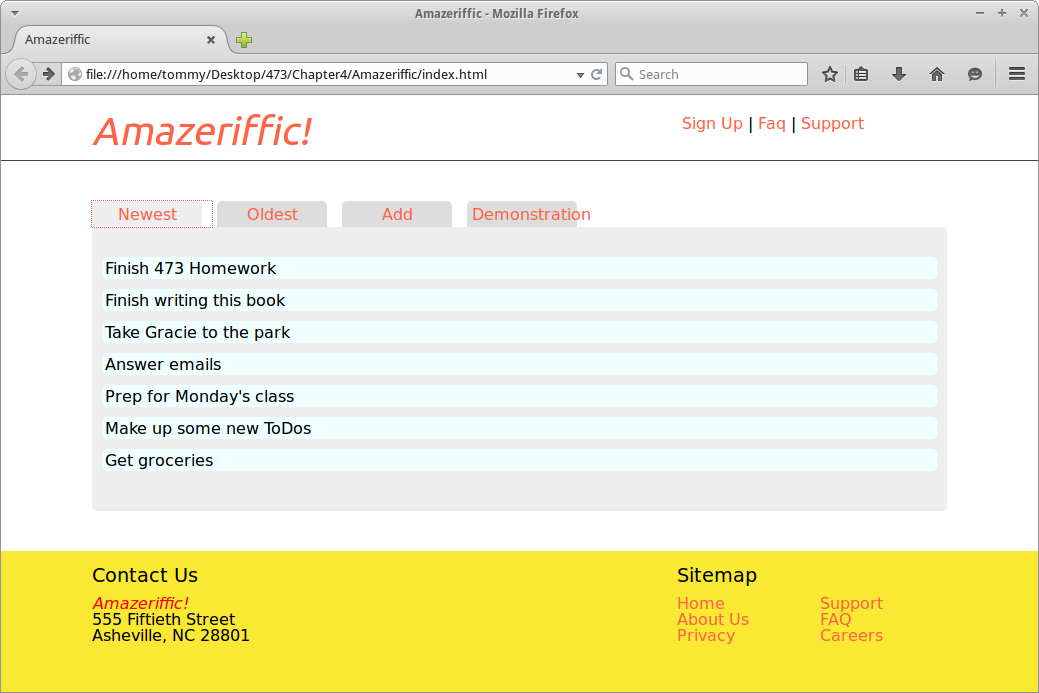 Amazeriffic - Mozilla Firefox
Amazeriffic
file:///home/tommy/Desktop/473/Chapter4/Amazeriffic/index.html
Search
Amazeriffic!
Sign Up | Faq | Support
Newest
Oldest
Add
Demonstration
Finish 473 Homework
Finish writing this book
Take Gracie to the park
Answer emails
Prep for Monday's class
Make up some new ToDos
Get groceries
Contact Us
Amazeriffic!
555 Fiftieth Street
Asheville, NC 28801
Sitemap
Home
About Us
Privacy
Support
FAQ
Careers